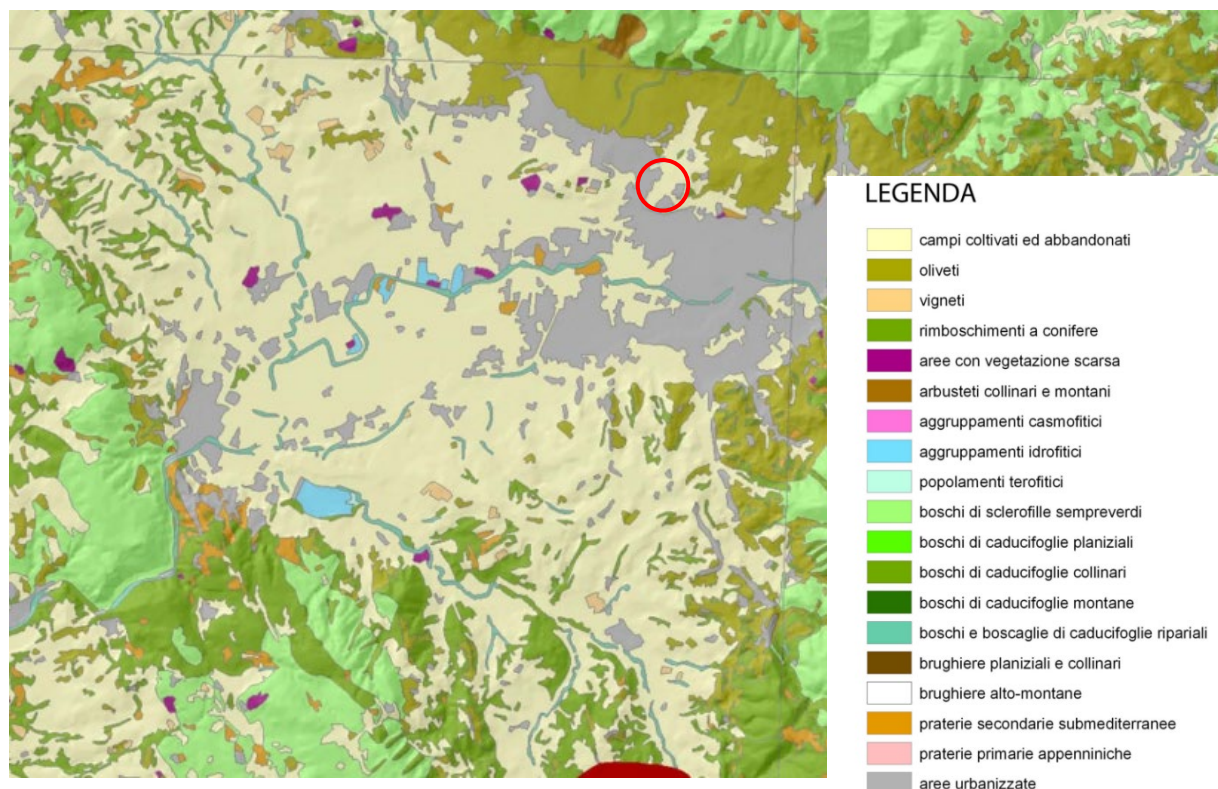 LEGENDA
campi coltivati ed abbandonati
oliveti
vigneti
rimboschimenti a conifere
aree con vegetazione scarsa
arbusteti collinari e montani
aggruppamenti casmofitici
aggruppamenti idrofitici
popolamenti terofitici
boschi di sclerofille sempreverdi
boschi di caducifoglie planiziali
boschi di caducifoglie collinari
boschi di caducifoglie montane
boschi e boscaglie di caducifoglie ripariali
brughiere planiziali e collinari
brughiere alto-montane
praterie secondarie submediterranee
praterie primarie appenniniche
aree urbanizzate